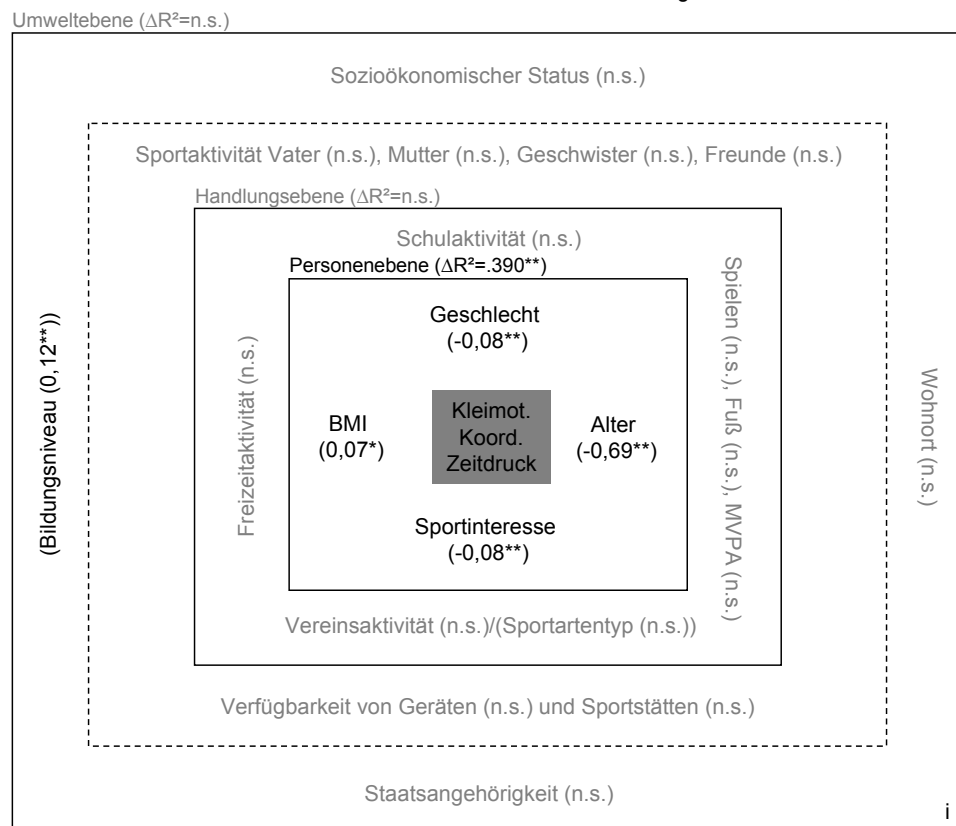 Umweltebene (ΔR²=n.s.)
Sozioökonomischer Status (n.s.)
Sportaktivität Vater (n.s.), Mutter (n.s.), Geschwister (n.s.), Freunde (n.s.)
Handlungsebene (ΔR²=n.s.)
Schulaktivität (n.s.)
Personenebene (ΔR²=.390**)
Geschlecht
(-0,08**)
(Bildungsniveau (0,12**))
Freizeitaktivität (n.s.)
BMI
(0,07*)
Kleimot.
Koord.
Zeitdruck
Alter
(-0,69**)
Spielen (n.s.), Fuß (n.s.), MVPA (n.s.)
Wohnort (n.s.)
Sportinteresse
(-0,08**)
Vereinsaktivität (n.s.)/(Sportartentyp (n.s.))
Verfügbarkeit von Geräten (n.s.) und Sportstätten (n.s.)
Staatsangehörigkeit (n.s.)
i